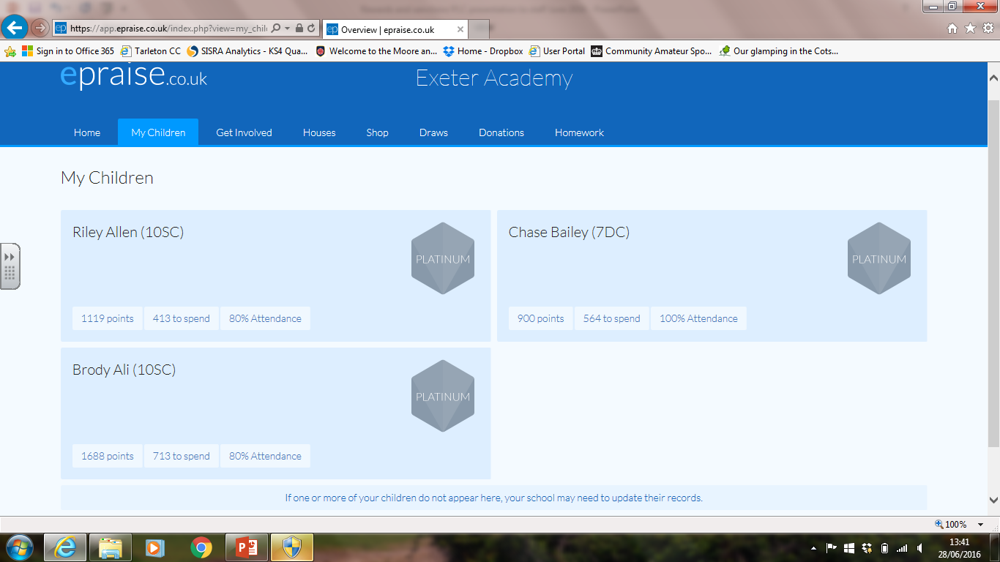 https://app.epraise.co.uk/index.php?view=my_chil
ep Overview | epraise.co.uk
Sign in to Office 365 Tarleton CC SISRA Analytics - KS4 Qua... Welcome to the Moore an... Home - Dropbox User Portal Community Amateur Spo... Our glamping in the Cots...
epraise.co.uk
Exeter Academy
Home My Children Get Involved Houses Shop Draws Donations Homework
My Children
Riley Allen (10SC)
PLATINUM
1119 points 413 to spend 80% Attendance
Chase Bailey (7DC)
PLATINUM
900 points 564 to spend 100% Attendance
Brody Ali (10SC)
PLATINUM
1688 points 713 to spend 80% Attendance
If one or more of your children do not appear here, your school may need to update their records.
100%
13:41
28/06/2016